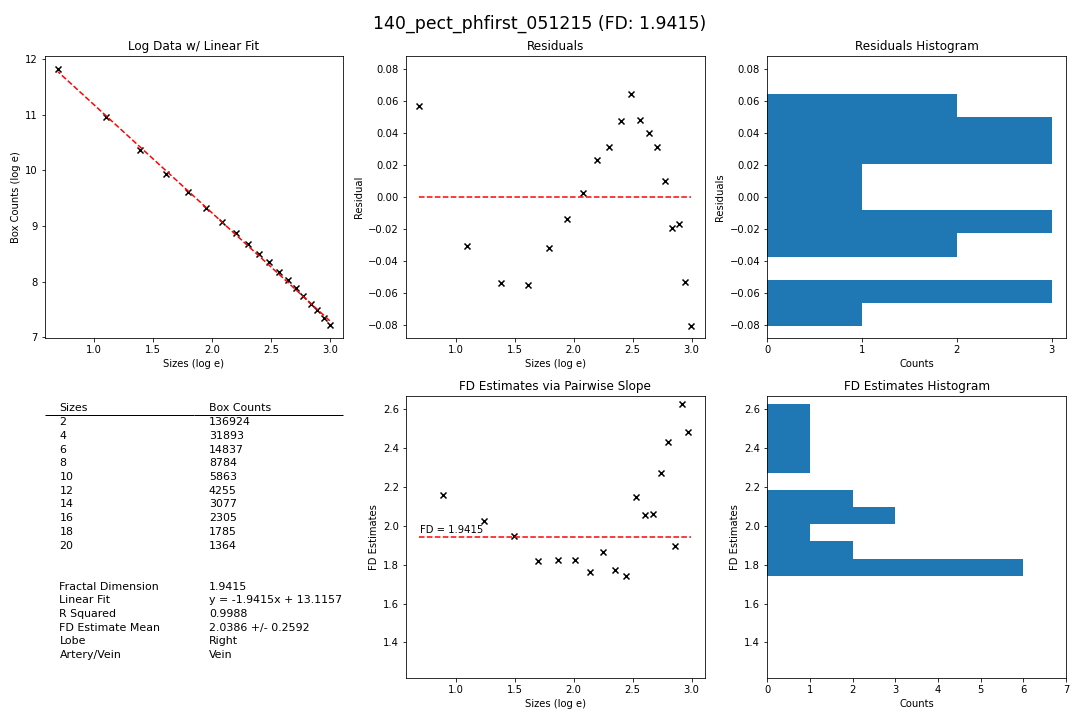 140_pect_phfirst_051215 (FD: 1.9415)
Log Data w/ Linear Fit
Box Counts (log e)
12
11
10
9
8
7
1.0 1.5 2.0 2.5 3.0
Sizes (log e)
Residuals
Residual
0.08
0.06
0.04
0.02
0.00
−0.02
−0.04
−0.06
−0.08
1.0 1.5 2.0 2.5 3.0
Sizes (log e)
Residuals Histogram
Residuals
0.08
0.06
0.04
0.02
0.00
−0.02
−0.04
−0.06
−0.08
0 1 2 3
Counts
Sizes Box Counts
2 136924
4 31893
6 14837
8 8784
10 5863
12 4255
14 3077
16 2305
18 1785
20 1364
Fractal Dimension 1.9415
Linear Fit y = -1.9415x + 13.1157
R Squared 0.9988
FD Estimate Mean 2.0386 +/- 0.2592
Lobe Right
Artery/Vein Vein
FD Estimates via Pairwise Slope
FD Estimates
2.6
2.4
2.2
2.0
1.8
1.6
1.4
FD = 1.9415
1.0 1.5 2.0 2.5 3.0
Sizes (log e)
FD Estimates Histogram
FD Estimates
2.6
2.4
2.2
2.0
1.8
1.6
1.4
0 1 2 3 4 5 6 7
Counts